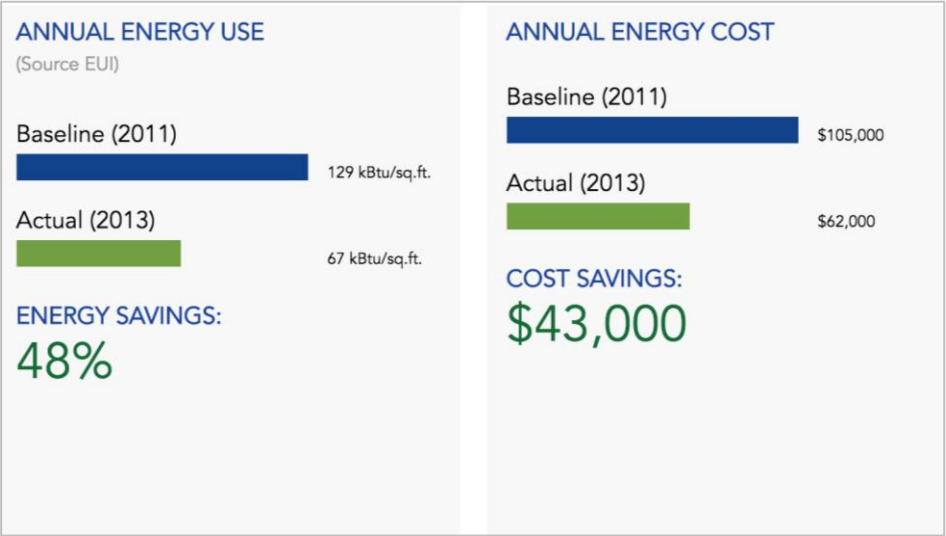 ANNUAL ENERGY USE
(Source EUI)
Baseline (2011)
129 kBtu/sq.ft.
Actual (2013)
67 kBtu/sq.ft.
ENERGY SAVINGS:
48%
ANNUAL ENERGY COST
Baseline (2011)
$105,000
Actual (2013)
$62,000
COST SAVINGS:
$43,000